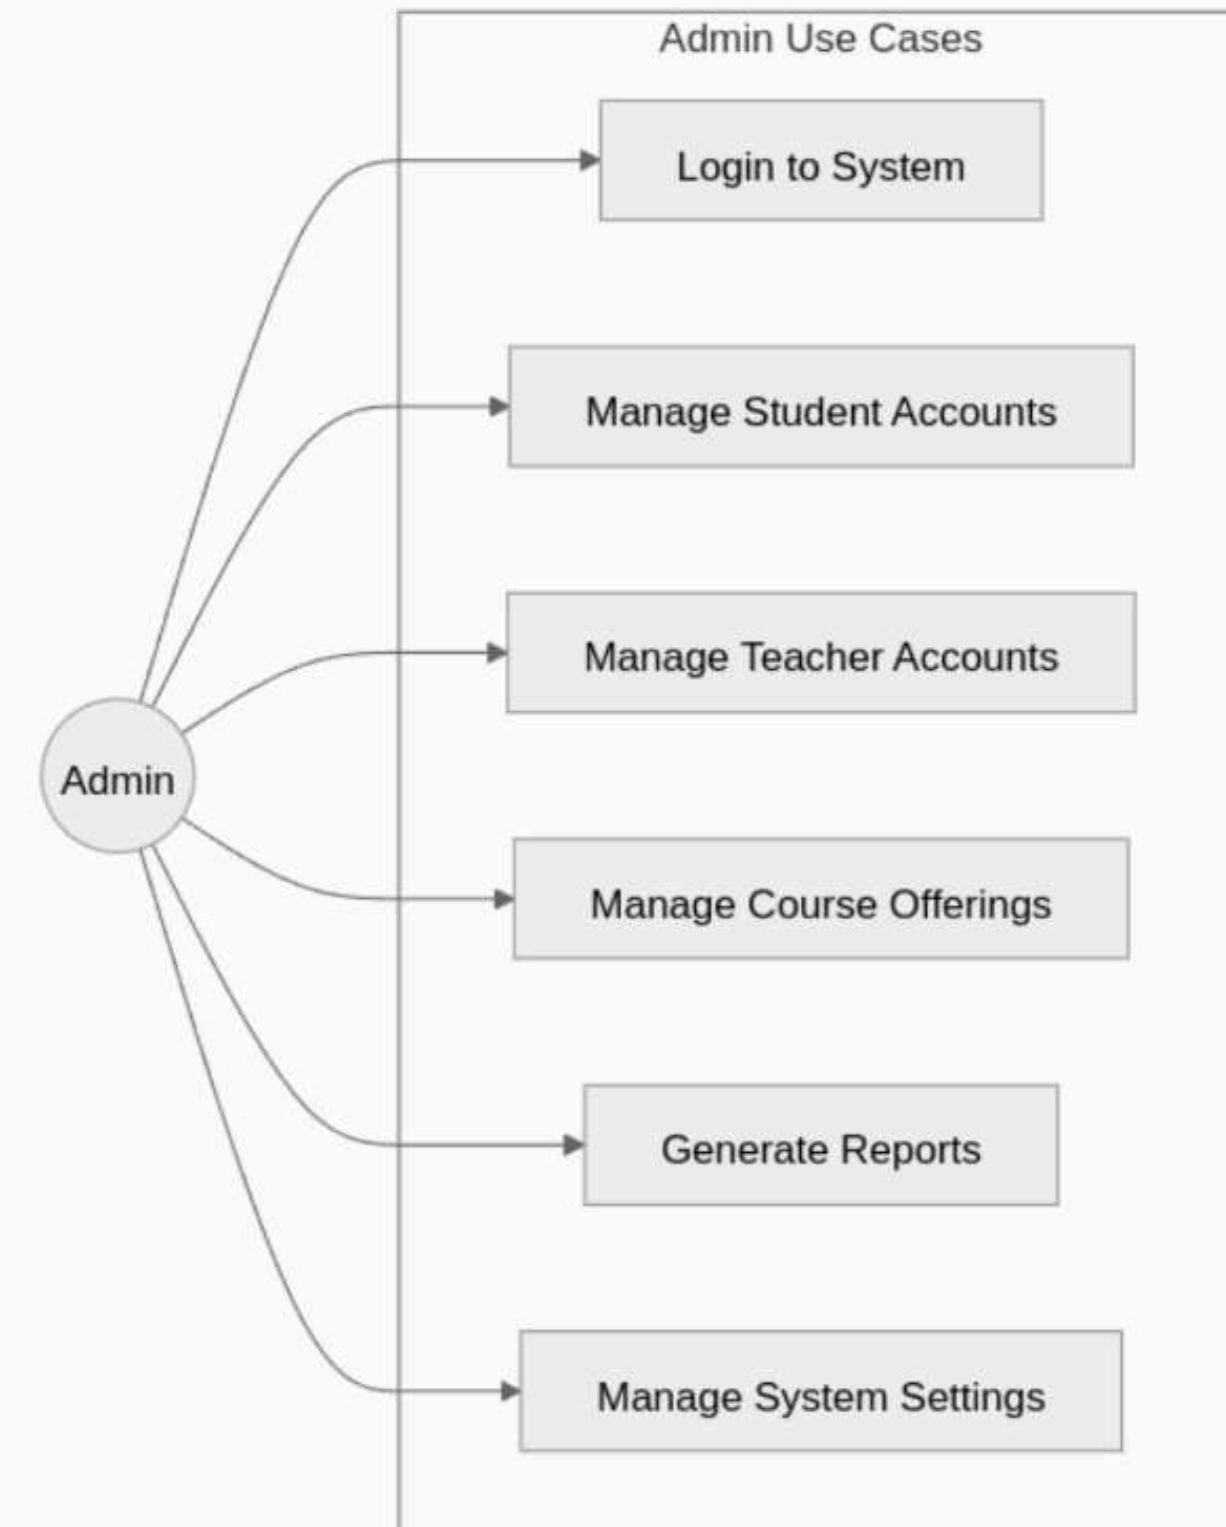 Admin Use Cases
Login to System
Manage Student Accounts
Manage Teacher Accounts
Admin
Manage Course Offerings
Generate Reports
Manage System Settings